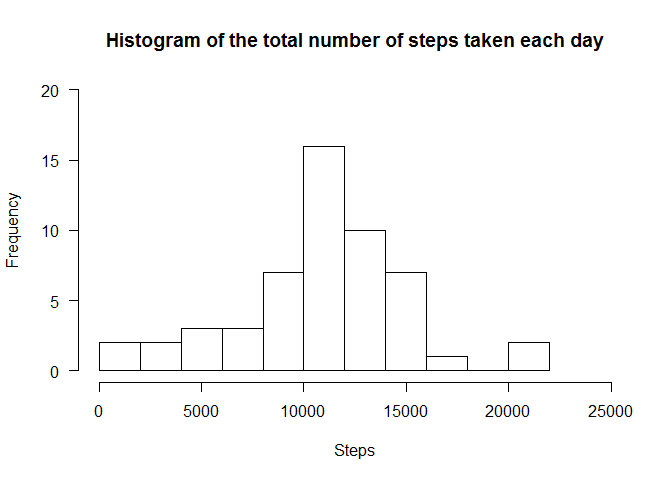 Histogram of the total number of steps taken each day
20
15
10
5
0
Frequency
0 5000 10000 15000 20000 25000
Steps